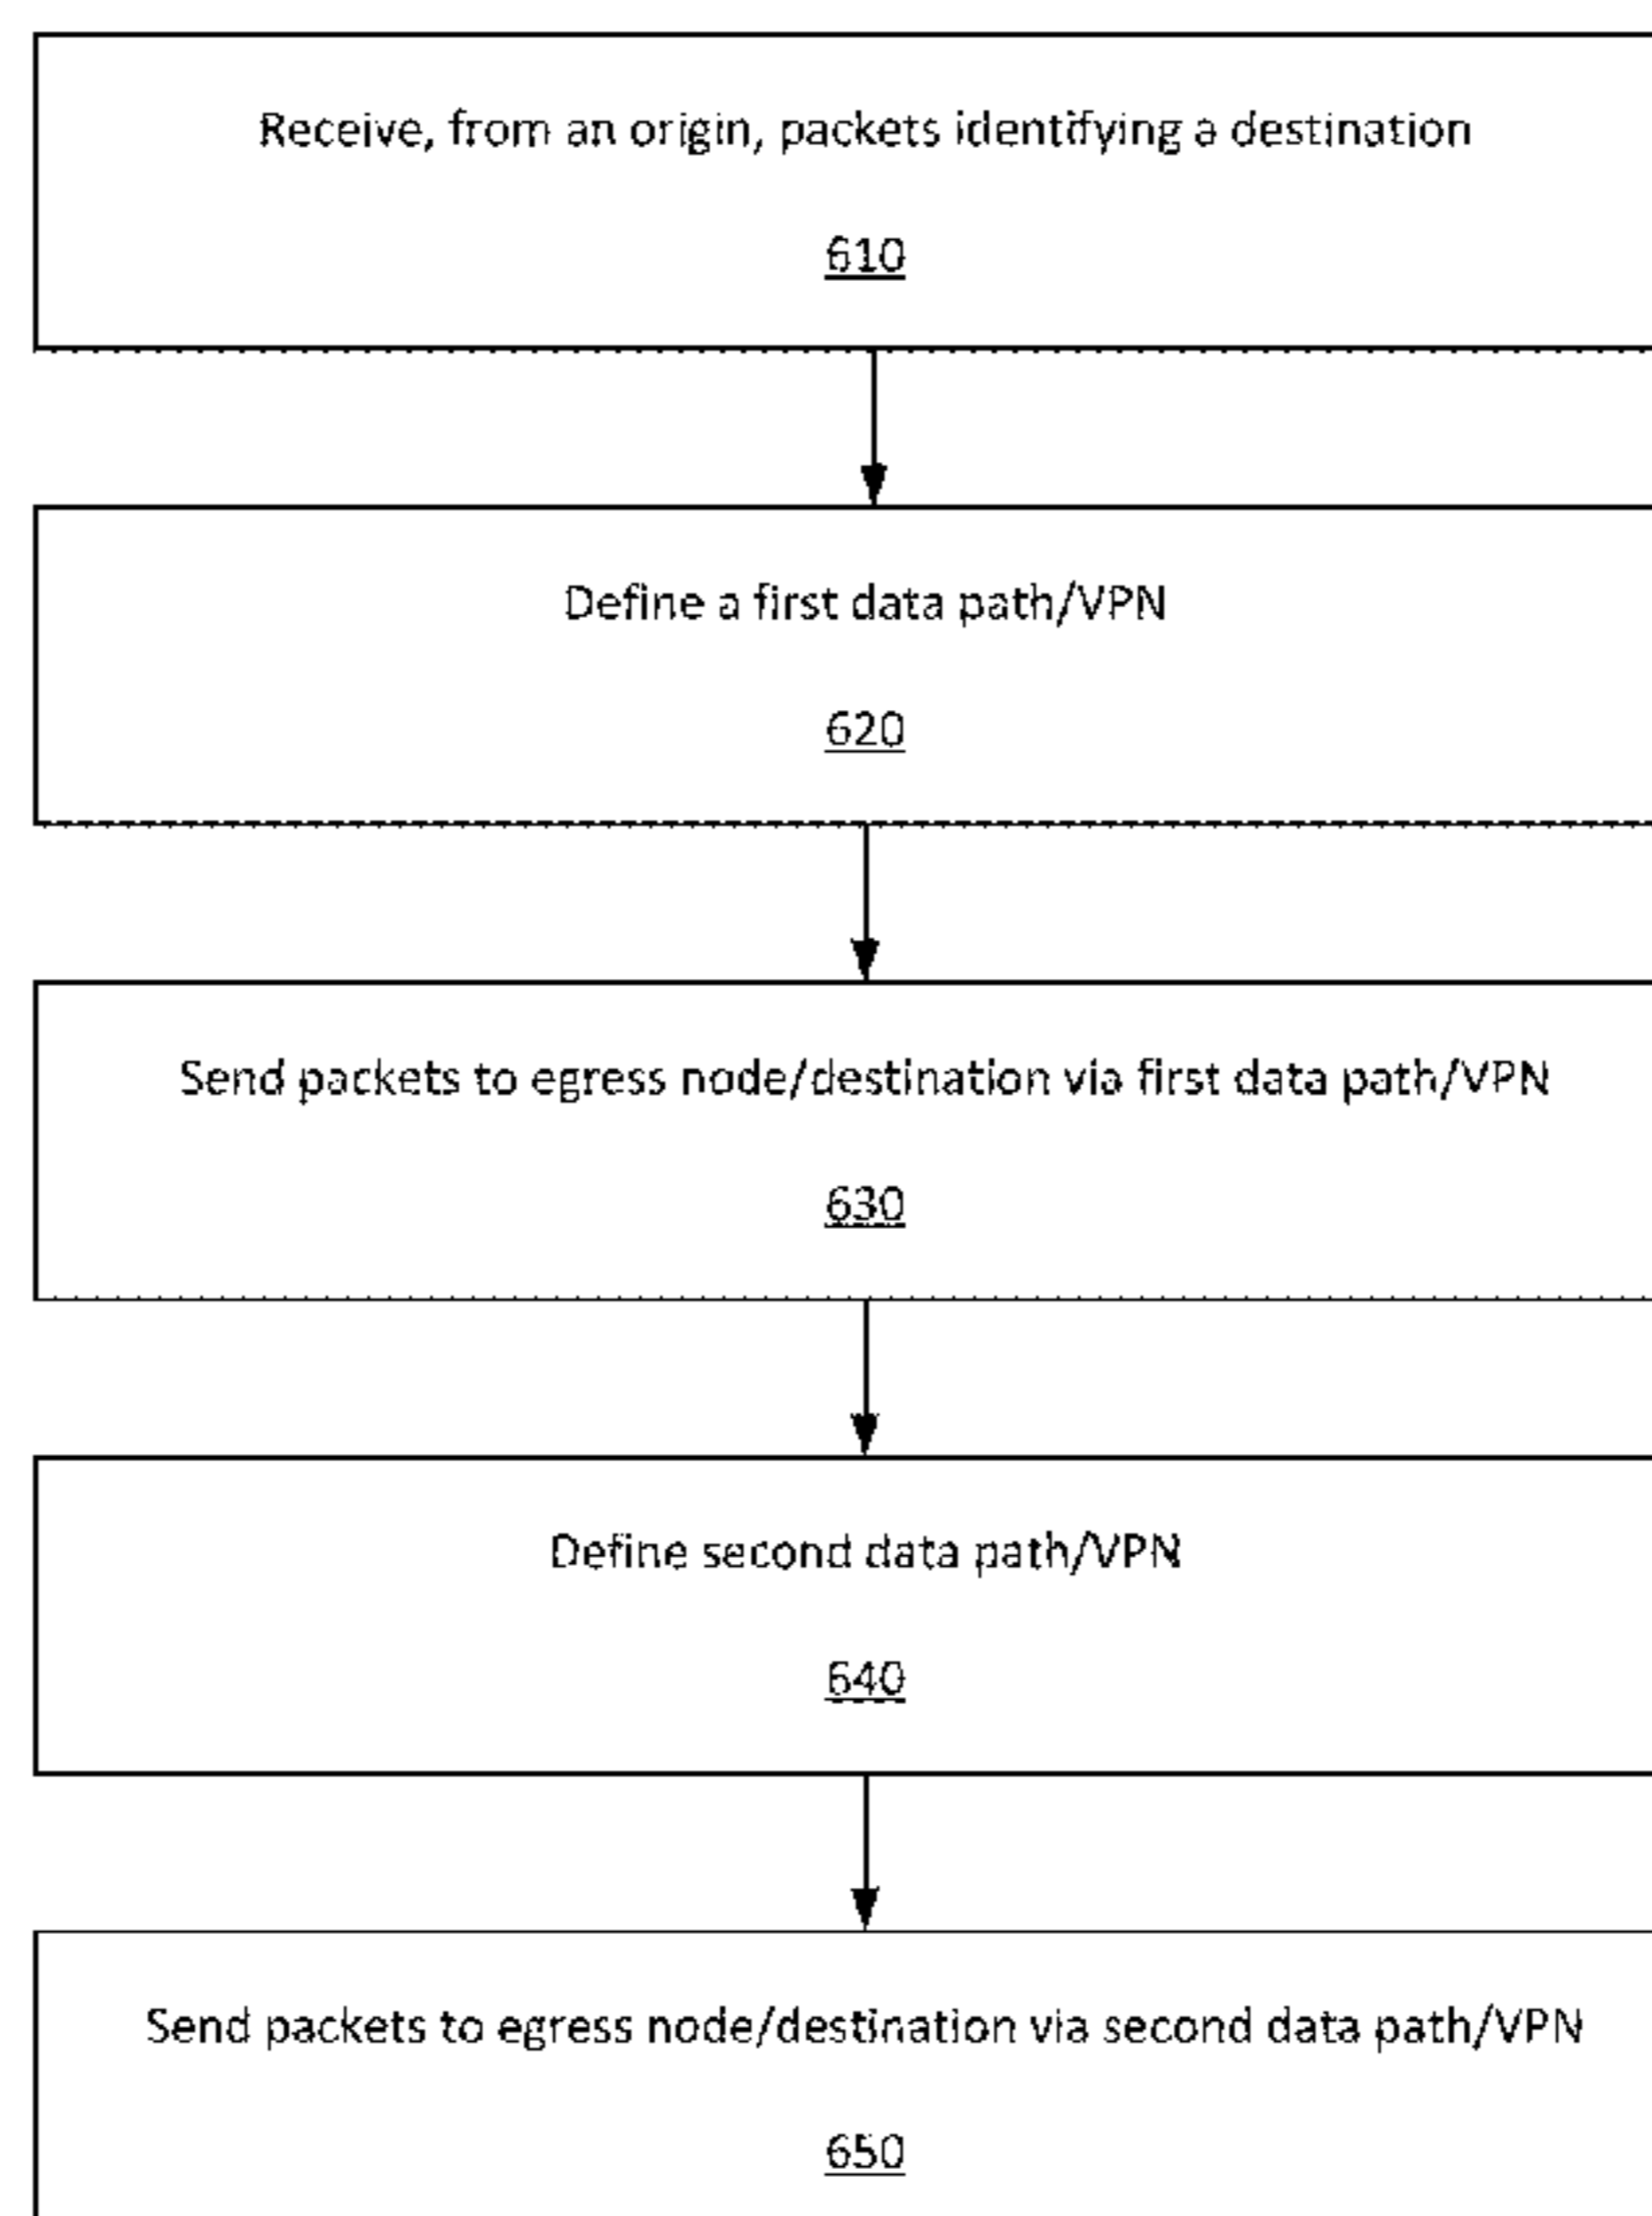 Receive, from an origin, packets identifying a destination
610
Define a first data path/VPN
620
Send packets to egress node/destination via first data path/VPN
630
Define second data path/VPN
640
Send packets to egress node/destination via second data path/VPN
650